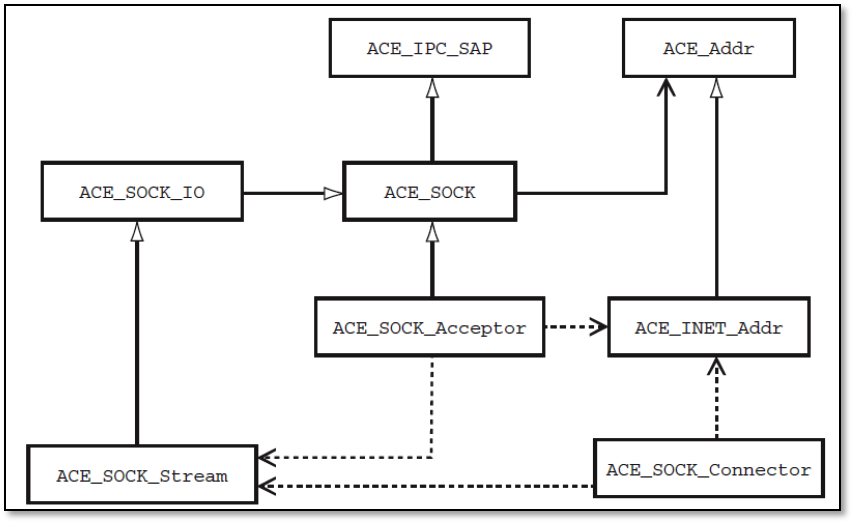 ACE_IPC_SAP
ACE_Addr
ACE_SOCK_IO
ACE_SOCK
ACE_SOCK_Acceptor
ACE_INET_Addr
ACE_SOCK_Stream
ACE_SOCK_Connector